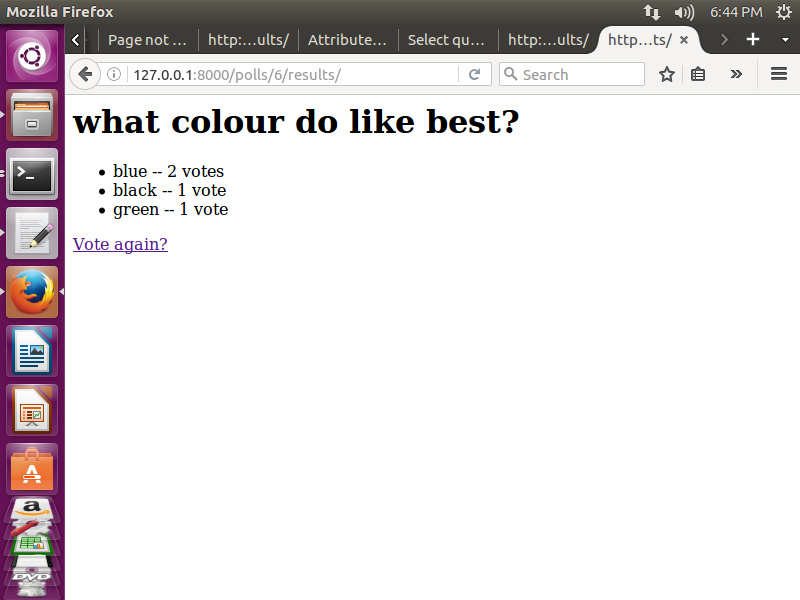 Mozilla Firefox
6:44 PM
Page not ...
http:...ults/
Attribute...
Select qu...
http:...ults/
http...ts/
127.0.0.1:8000/polls/6/results/
Search
what colour do like best?
blue -- 2 votes
black -- 1 vote
green -- 1 vote
Vote again?
>_
A
a
DVD